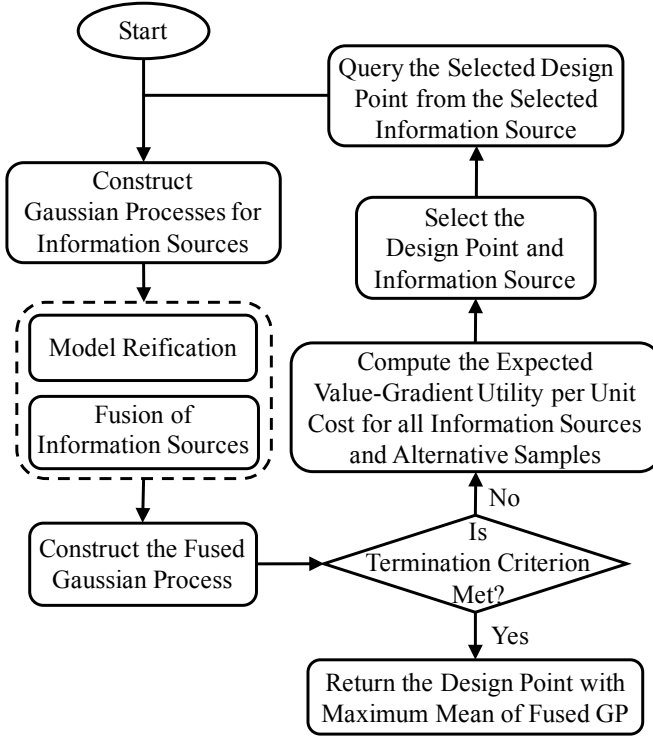 Start
Construct
Gaussian Processes for
Information Sources
Model Reification
Fusion of
Information Sources
Construct the Fused
Gaussian Process
Is
Termination Criterion
Met?
No
Compute the Expected
Value-Gradient Utility per Unit
Cost for all Information Sources
and Alternative Samples
Select the
Design Point and
Information Source
Query the Selected Design
Point from the Selected
Information Source
Yes
Return the Design Point with
Maximum Mean of Fused GP